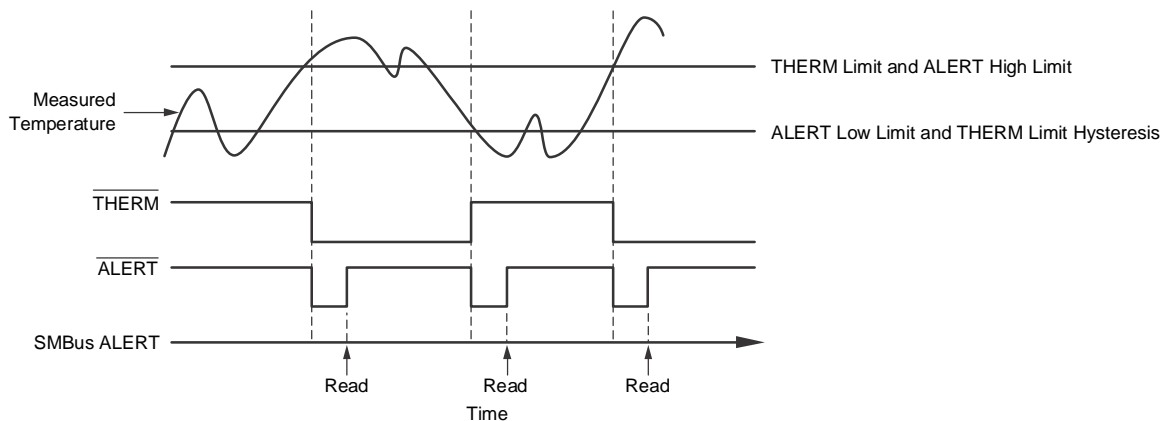 THERM Limit and ALERT High Limit
Measured
Temperature
ALERT Low Limit and THERM Limit Hysteresis
THERM
ALERT
SMBus ALERT
Read
Read
Read
Time